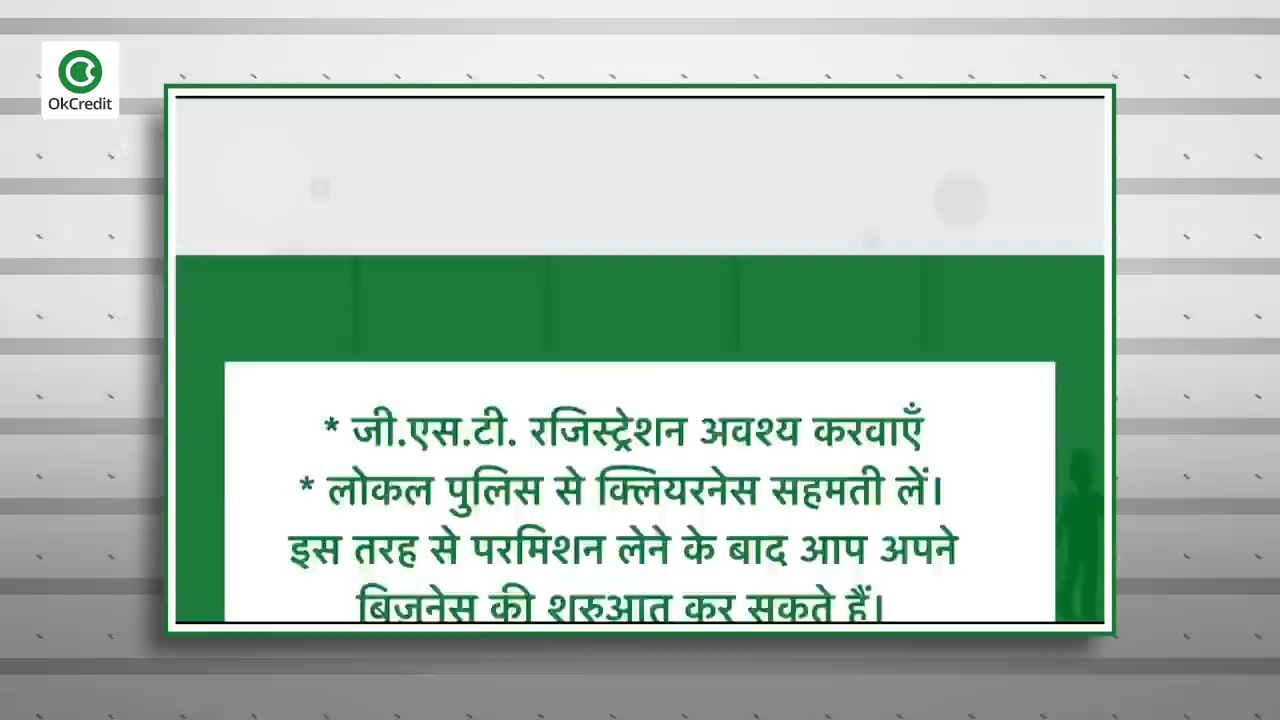 OkCredit
* जी.एस.टी. रजिस्ट्रेशन अवश्य करवाएँ
* लोकल पुलिस से क्लियरनेस सहमती लें।
इस तरह से परमिशन लेने के बाद आप अपने
बिज़नेस की शुरुआत कर सकते हैं।